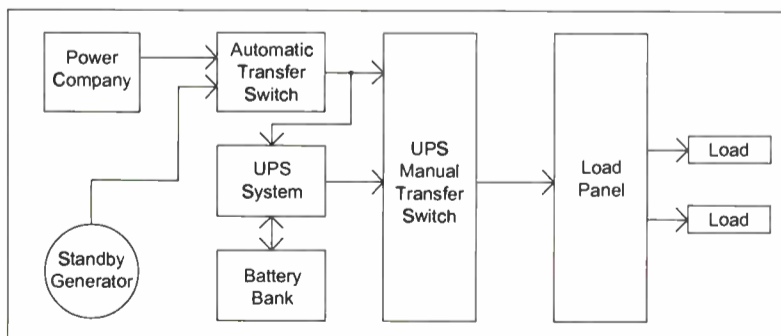 Power
Company
Automatic
Transfer
Switch
UPS
System
UPS
Manual
Transfer
Switch
Load
Panel
Load
Load
Standby
Generator
Battery
Bank